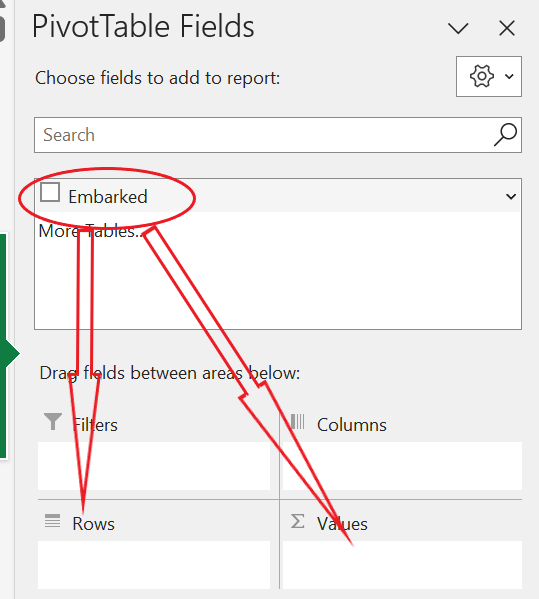 PivotTable Fields
Choose fields to add to report:
Search
Embarked
More Tables...
Drag fields between areas below:
Filters
Columns
Rows
Values